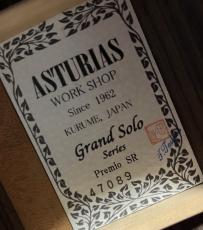 ASTURIAS
WORK SHOP
Since 1962
KURUME, JAPAN
Grand Solo
Series
Premio SR
47089